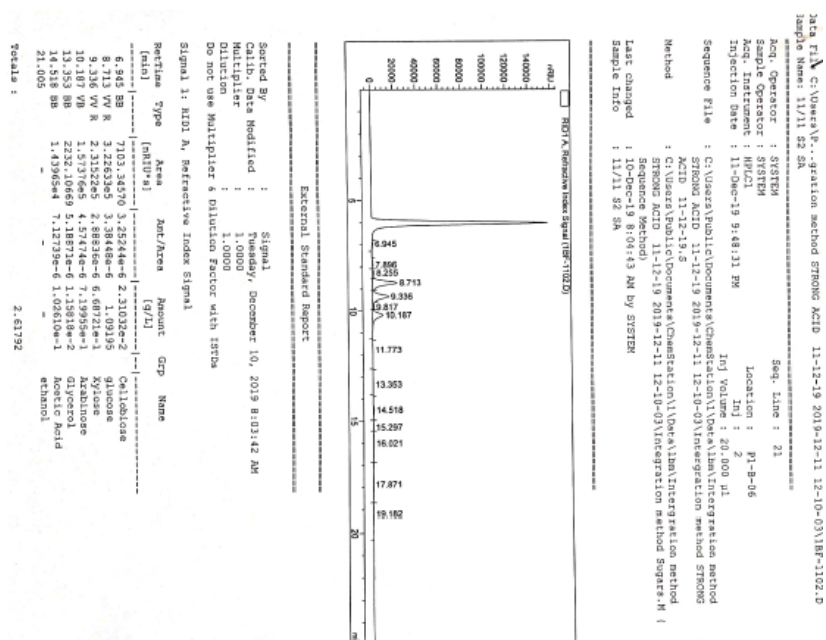 Data File C:\Users\P...gration method STRONG ACID 11-12-19 2019-12-11 12-10-03\1BF-1102.D
Sample Name: 11/11 S2 SA
Acq. Operator : SYSTEM Seq. Line : 21
Sample Operator : SYSTEM
Acq. Instrument : HPLC1 Location : P1-B-06
Injection Date : 11-Dec-19 9:48:31 PM Inj : 2
Inj Volume : 20.000 µl
Sequence File : C:\Users\Public\Documents\ChemStation\1\Data\lbm\Intergration method
STRONG ACID 11-12-19 2019-12-11 12-10-03\Intergration method STRONG
ACID 11-12-19.S
Method : C:\Users\Public\Documents\ChemStation\1\Data\lbm\Intergration method
STRONG ACID 11-12-19 2019-12-11 12-10-03\Integration method Sugars.M (
Sequence Method)
Last changed : 10-Dec-19 8:04:43 AM by SYSTEM
Sample Info : 11/11 S2 SA
RID1 A, Refractive Index Signal (1BF-1102.D)
nRIU
140000
120000
100000
80000
60000
40000
20000
0
6.945
7.896
8.255
8.713
9.336
9.817
10.187
11.773
13.353
14.518
15.297
16.021
17.871
19.182
5 10 15 20 m
External Standard Report
Sorted By : Signal
Calib. Data Modified : Tuesday, December 10, 2019 8:03:42 AM
Multiplier : 1.0000
Dilution : 1.0000
Do not use Multiplier & Dilution Factor with ISTDs
Signal 1: RID1 A, Refractive Index Signal
RetTime Type Area Amt/Area Amount Grp Name
[min] [nRIU*s] [g/L]
6.945 BB 7103.34570 3.25244e-6 2.31032e-2 Cellobiose
8.713 VV R 3.22633e5 3.38448e-6 1.09195 glucose
9.336 VV R 2.31522e5 2.88836e-6 6.68721e-1 Xylose
10.187 VB 1.57376e5 4.57474e-6 7.19955e-1 Arabinose
13.353 BB 2232.10669 5.18871e-6 1.15818e-2 Glycerol
14.518 BB 1.43965e4 7.12739e-6 1.02610e-1 Acetic Acid
21.005 - - - ethanol
Totals : 2.61792